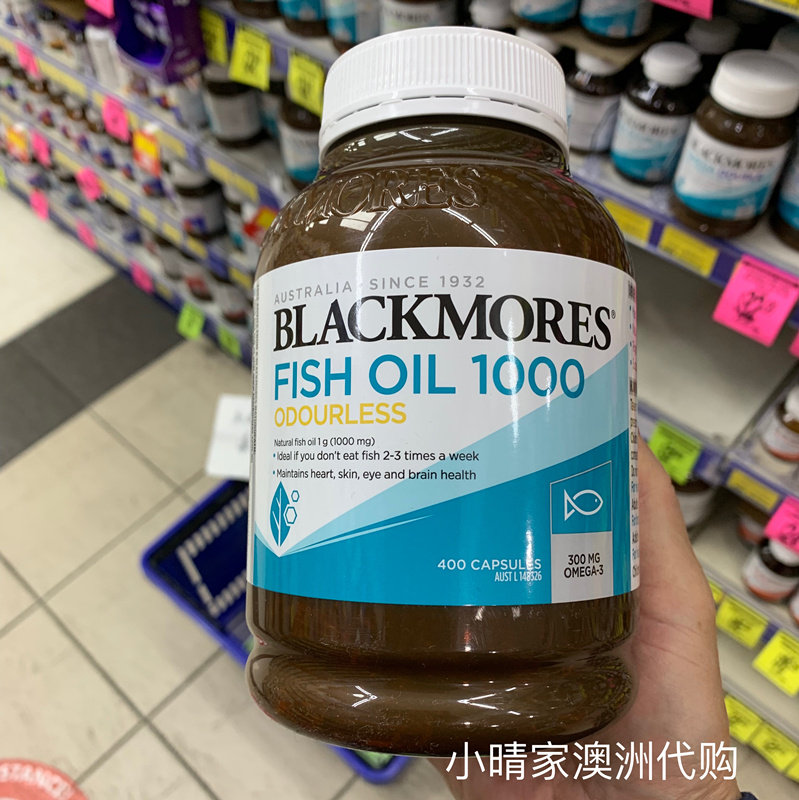 AUSTRALIA · SINCE 1932
BLACKMORES®
FISH OIL 1000
ODOURLESS
Natural fish oil 1 g (1000 mg)
• Ideal if you don't eat fish 2-3 times a week
• Maintains heart, skin, eye and brain health
400 CAPSULES
AUST L 148326
300 MG
OMEGA-3
BLACKMORES
小晴家澳洲代购